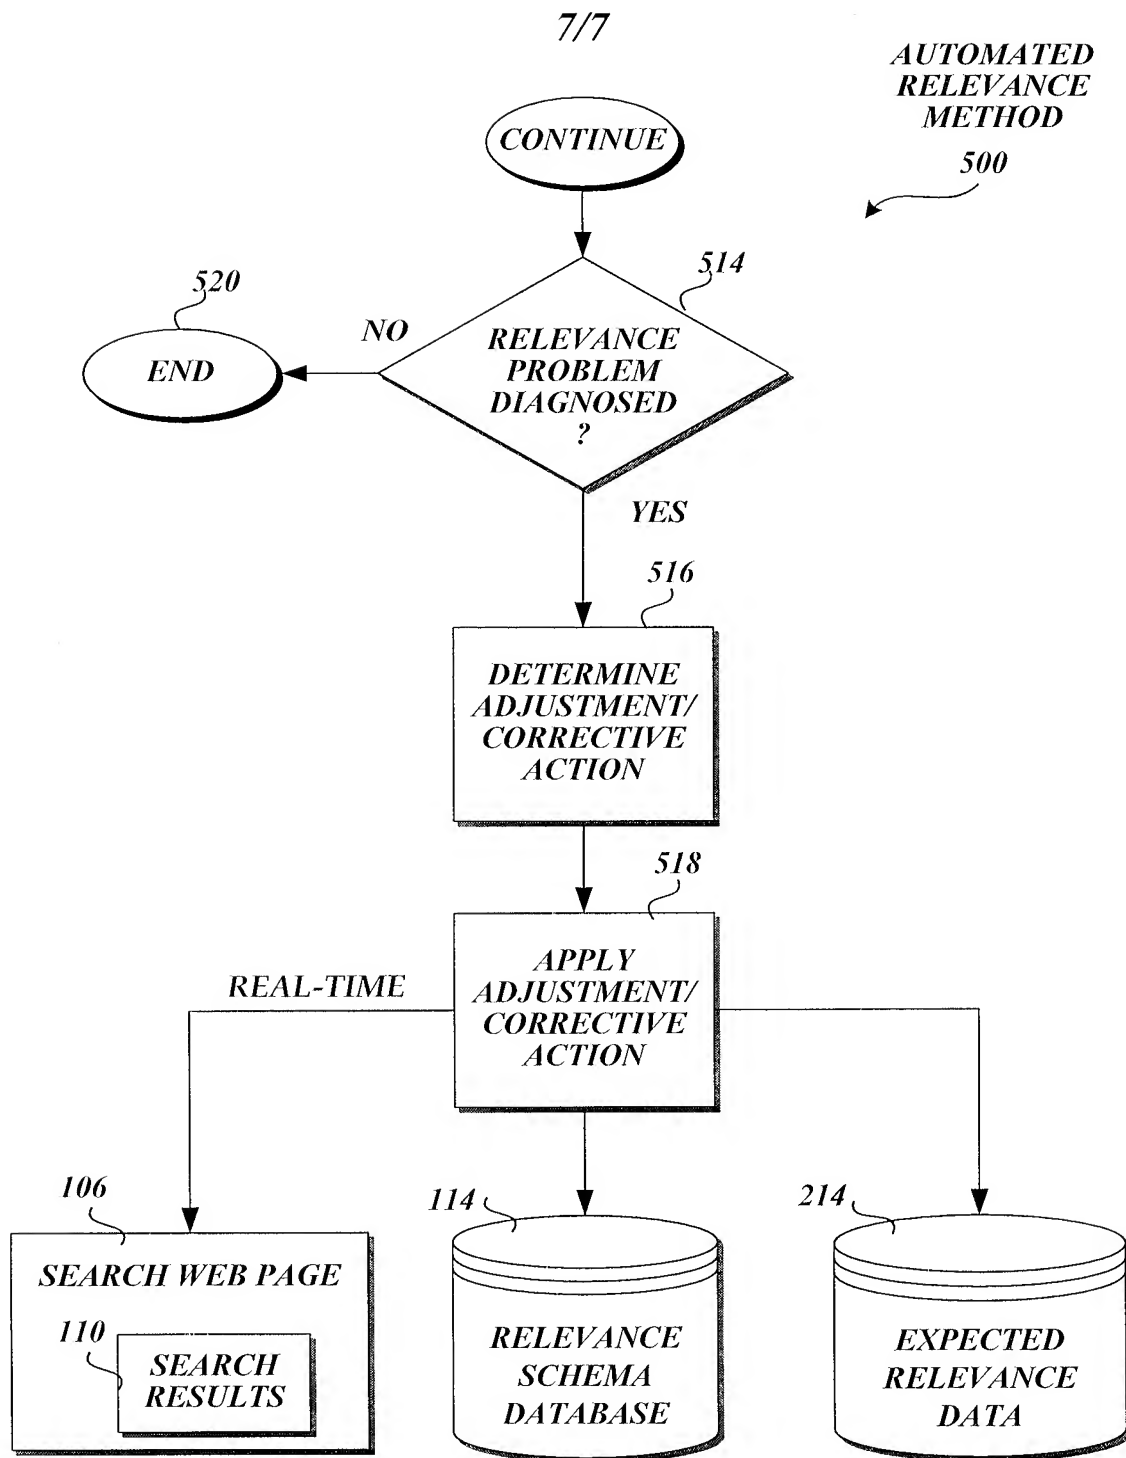 7/7
AUTOMATED
RELEVANCE
METHOD
500
CONTINUE
514
520
NO
END
RELEVANCE
PROBLEM
DIAGNOSED
?
YES
516
DETERMINE
ADJUSTMENT/
CORRECTIVE
ACTION
518
APPLY
ADJUSTMENT/
CORRECTIVE
ACTION
REAL-TIME
106
SEARCH WEB PAGE
110
SEARCH
RESULTS
114
RELEVANCE
SCHEMA
DATABASE
214
EXPECTED
RELEVANCE
DATA